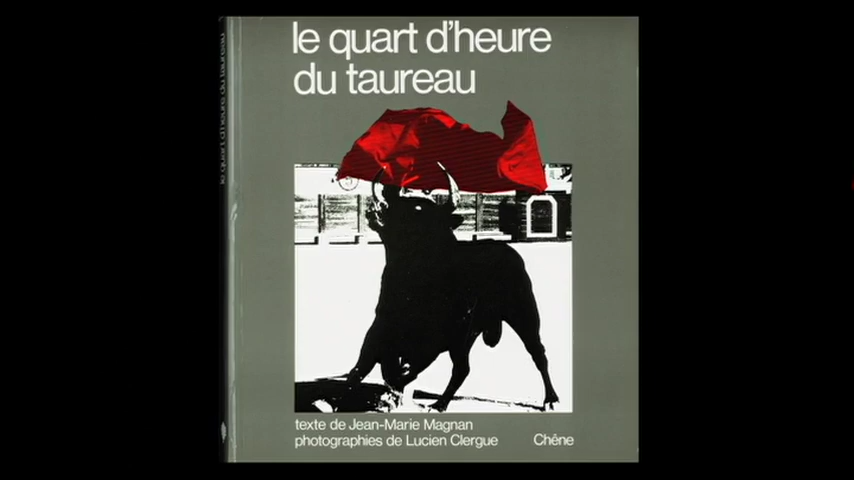 le quart d'heure
du taureau
le quart d'heure du taureau
texte de Jean-Marie Magnan
photographies de Lucien Clergue
Chêne